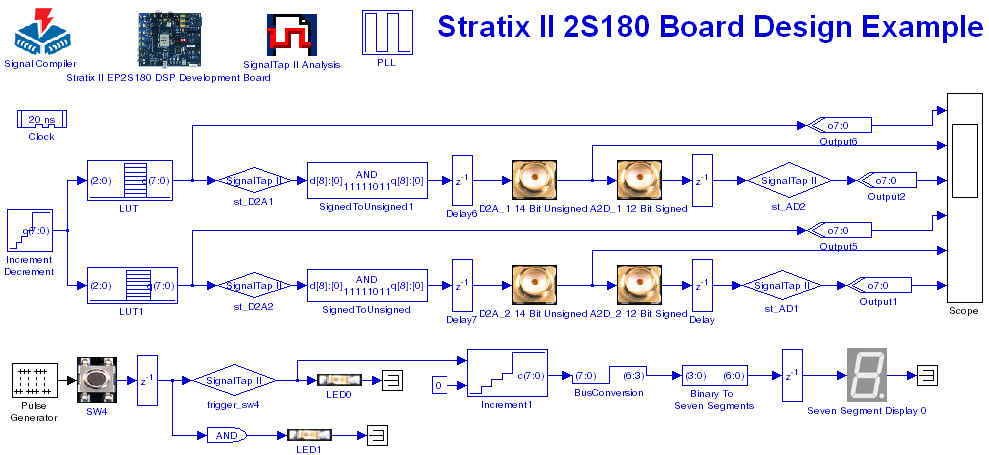 Stratix II 2S180 Board Design Example
Signal Compiler
Stratix II EP2S180 DSP Development Board
SignalTap II Analysis
PLL
20 ns
Clock
o7:0
Output6
(2:0) q(7:0)
LUT
SignalTap II
st_D2A1
d[8]:[0] AND q[8]:[0]
11111011
SignedToUnsigned1
z-1
Delay6
D2A_1 14 Bit Unsigned
A2D_1 12 Bit Signed
z-1
SignalTap II
st_AD2
o7:0
Output2
q(7:0)
Increment
Decrement
o7:0
Output5
(2:0) q(7:0)
LUT1
SignalTap II
st_D2A2
d[8]:[0] AND q[8]:[0]
11111011
SignedToUnsigned
z-1
Delay7
D2A_2 14 Bit Unsigned
A2D_2 12 Bit Signed
z-1
Delay
SignalTap II
st_AD1
o7:0
Output1
Scope
Pulse
Generator
SW4
z-1
SignalTap II
trigger_sw4
LED0
0
c(7:0)
Increment1
(7:0) (6:3)
BusConversion
(3:0) (6:0)
Binary To
Seven Segments
z-1
Seven Segment Display 0
AND
LED1